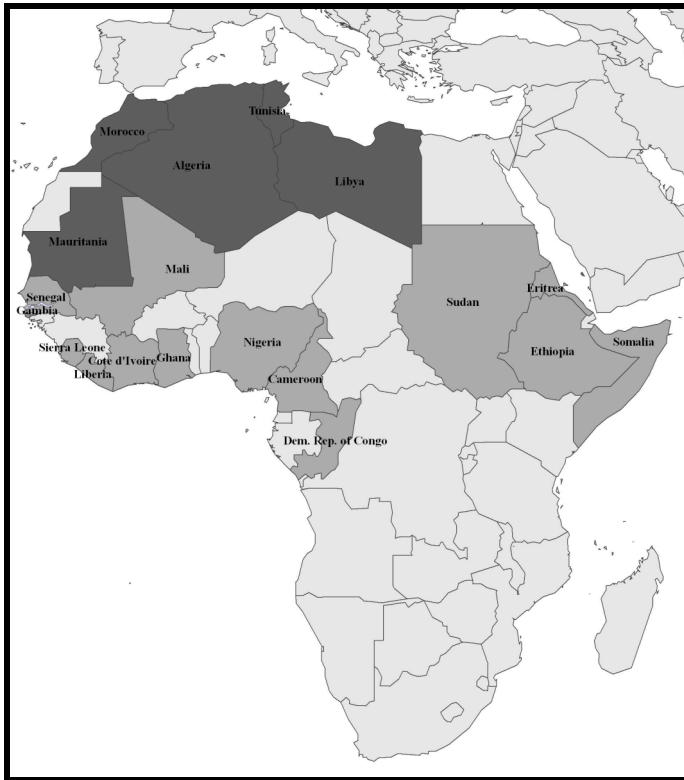 Tunisia
Morocco
Algeria
Libya
Mauritania
Mali
Senegal
Gambia
Eritrea
Sudan
Nigeria
Somalia
Sierra Leone
Ghana
Ethiopia
Cote d'Ivoire
Liberia
Cameroon
Dem. Rep. of Congo